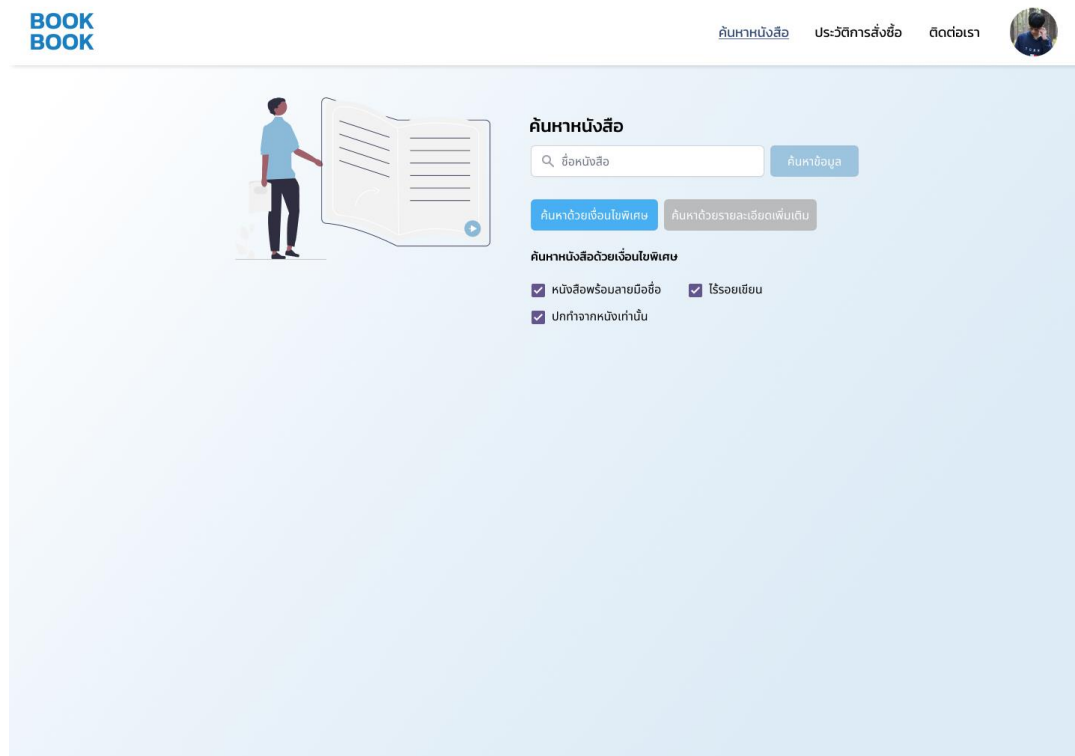 BOOK
BOOK
ค้นหาหนังสือ ประวัติการสั่งซื้อ ติดต่อเรา
ค้นหาหนังสือ
ชื่อหนังสือ ค้นหาข้อมูล
ค้นหาด้วยเงื่อนไขพิเศษ ค้นหาด้วยรายละเอียดเพิ่มเติม
ค้นหาหนังสือด้วยเงื่อนไขพิเศษ
หนังสือพร้อมลายมือชื่อ ไร้รอยเขียน
ปกทำจากหนังเท่านั้น